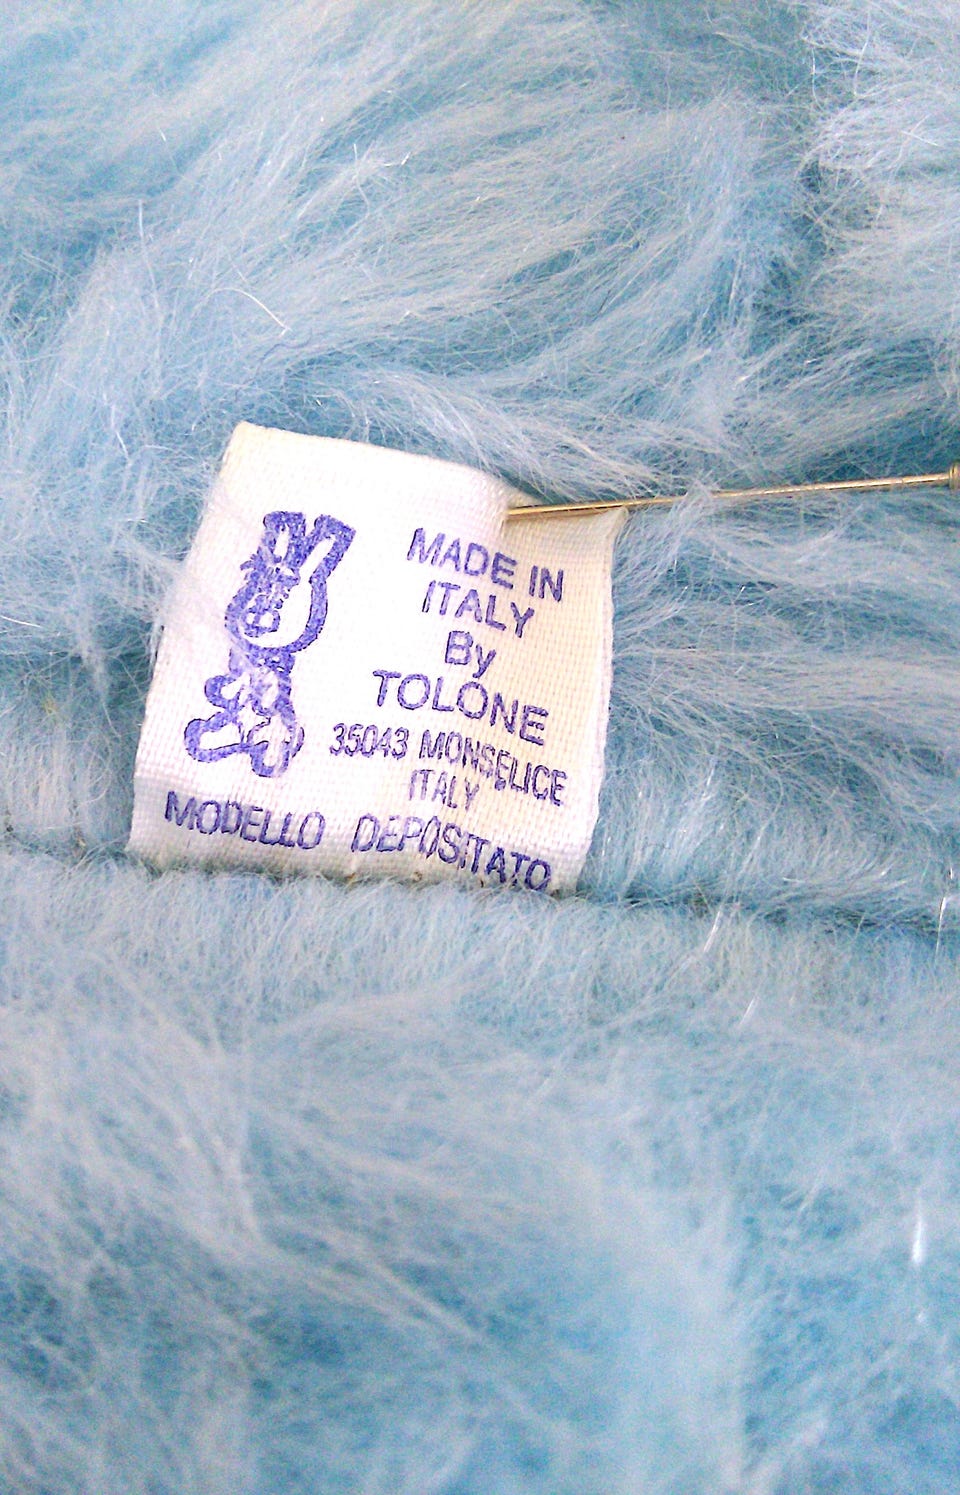 MADE IN
ITALY
By
TOLONE
35043 MONSELICE
ITALY
MODELLO DEPOSITATO